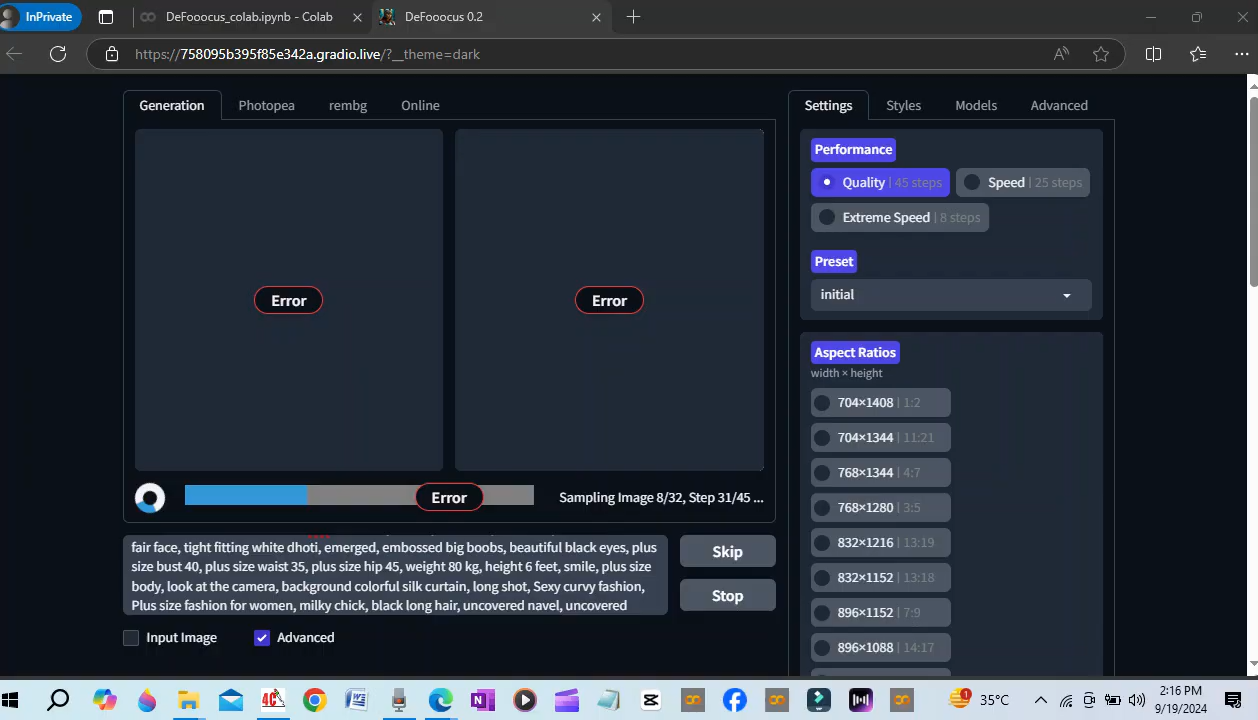 InPrivate
DeFooocus_colab.ipynb - Colab
DeFooocus 0.2
https://758095b395f85e342a.gradio.live/?__theme=dark
Generation
Photopea
rembg
Online
Settings
Styles
Models
Advanced
Error
Error
Performance
Quality | 45 steps
Speed | 25 steps
Extreme Speed | 8 steps
Preset
initial
Aspect Ratios
width × height
704×1408 | 1:2
704×1344 | 11:21
768×1344 | 4:7
768×1280 | 3:5
832×1216 | 13:19
832×1152 | 13:18
896×1152 | 7:9
896×1088 | 14:17
Error
Sampling Image 8/32, Step 31/45 ...
fair face, tight fitting white dhoti, emerged, embossed big boobs, beautiful black eyes, plus
size bust 40, plus size waist 35, plus size hip 45, weight 80 kg, height 6 feet, smile, plus size
body, look at the camera, background colorful silk curtain, long shot, Sexy curvy fashion,
Plus size fashion for women, milky chick, black long hair, uncovered navel, uncovered
Skip
Stop
Input Image
Advanced
35°C
2:16 PM
9/19/2024